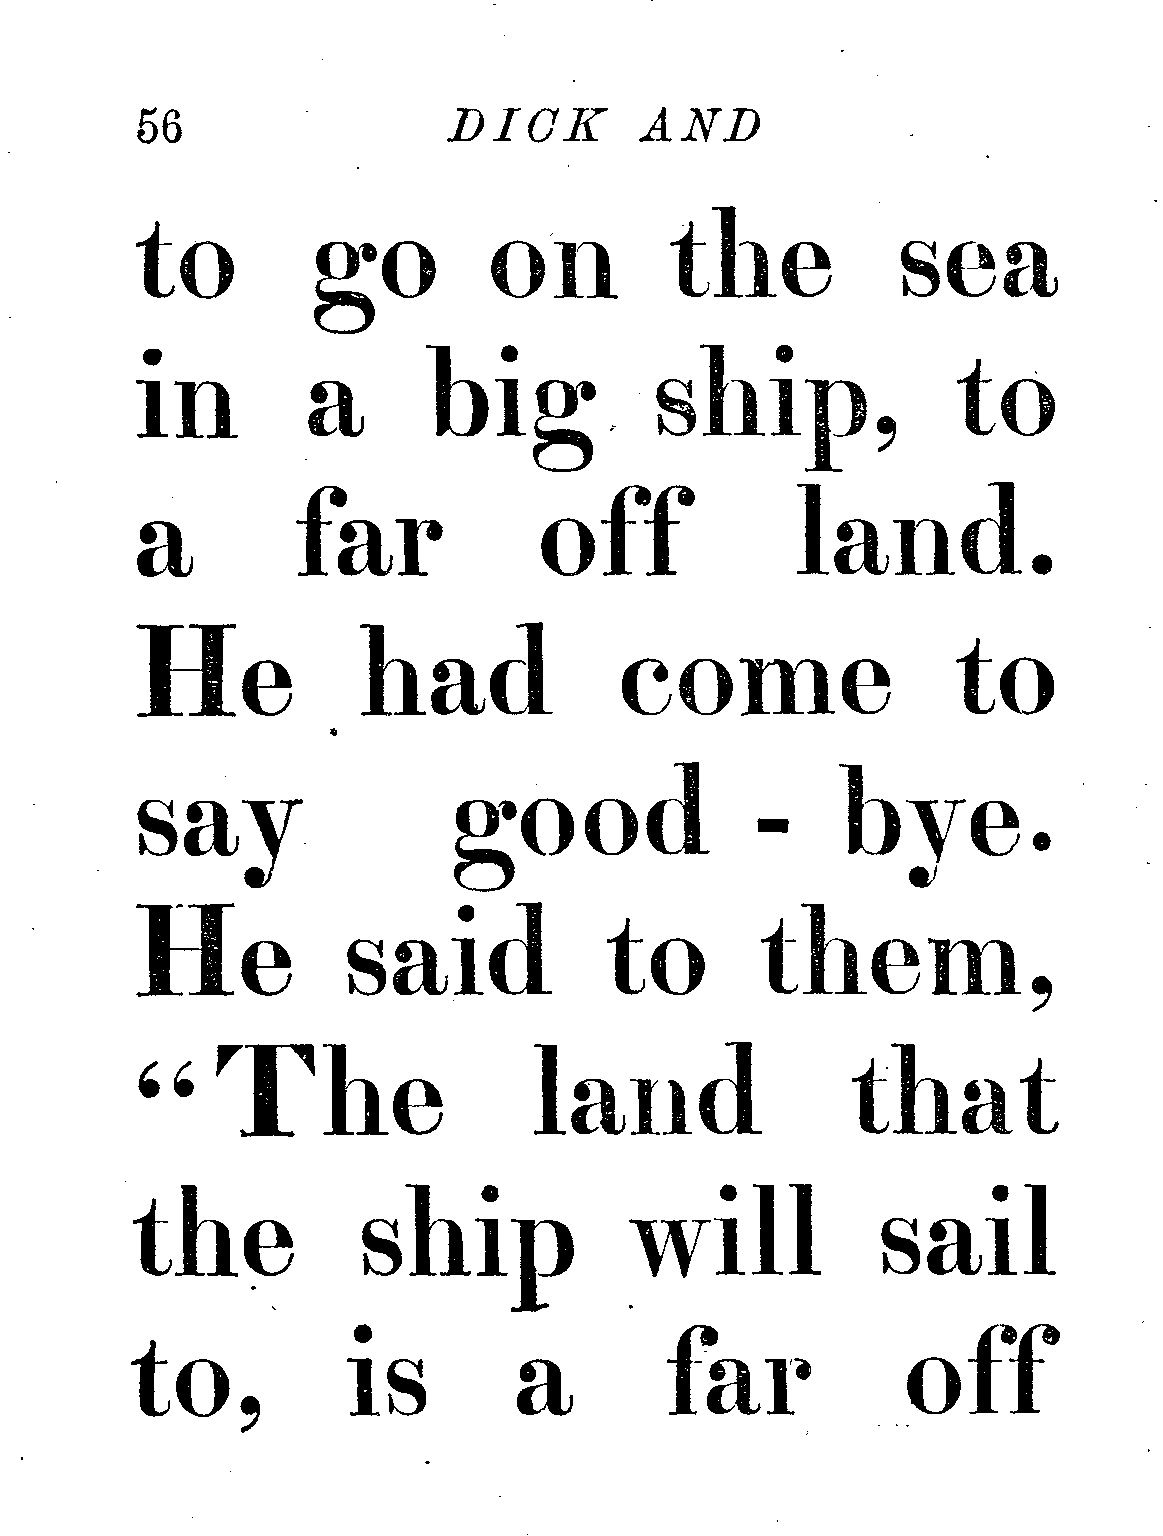 56 DICK AND
to go on the sea
in a big ship, to
a far off land.
He had come to
say good - bye.
He said to them,
“The land that
the ship will sail
to, is a far off